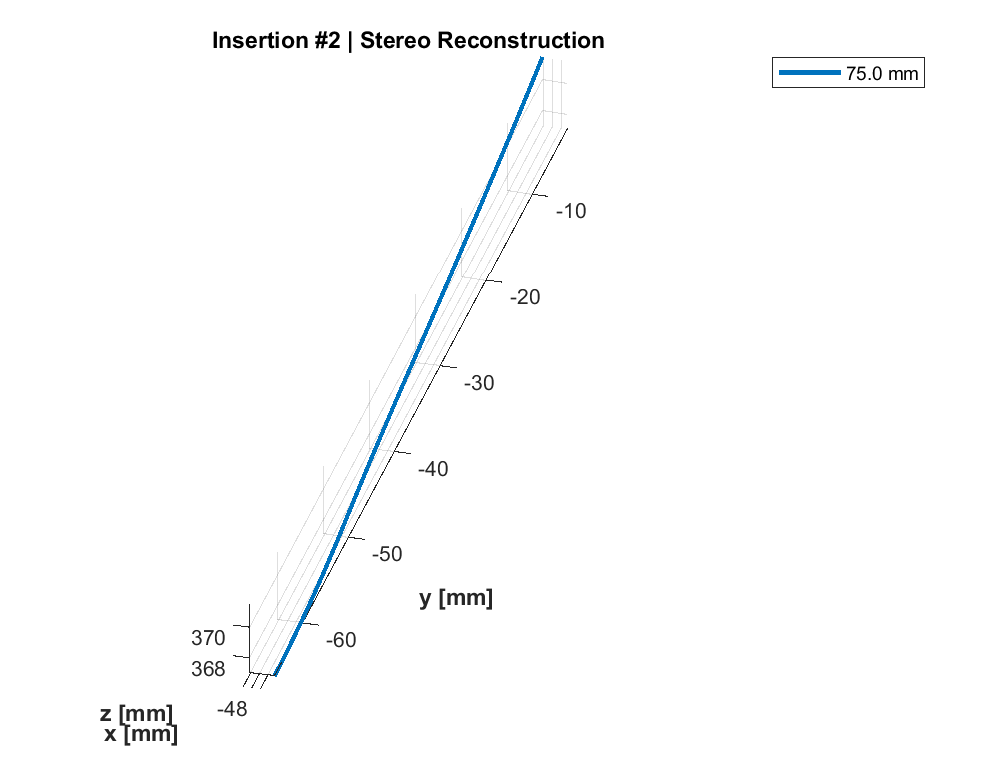 Insertion #2 | Stereo Reconstruction
75.0 mm
-10
-20
-30
-40
-50
y [mm]
-60
370
368
-48
z [mm]
x [mm]